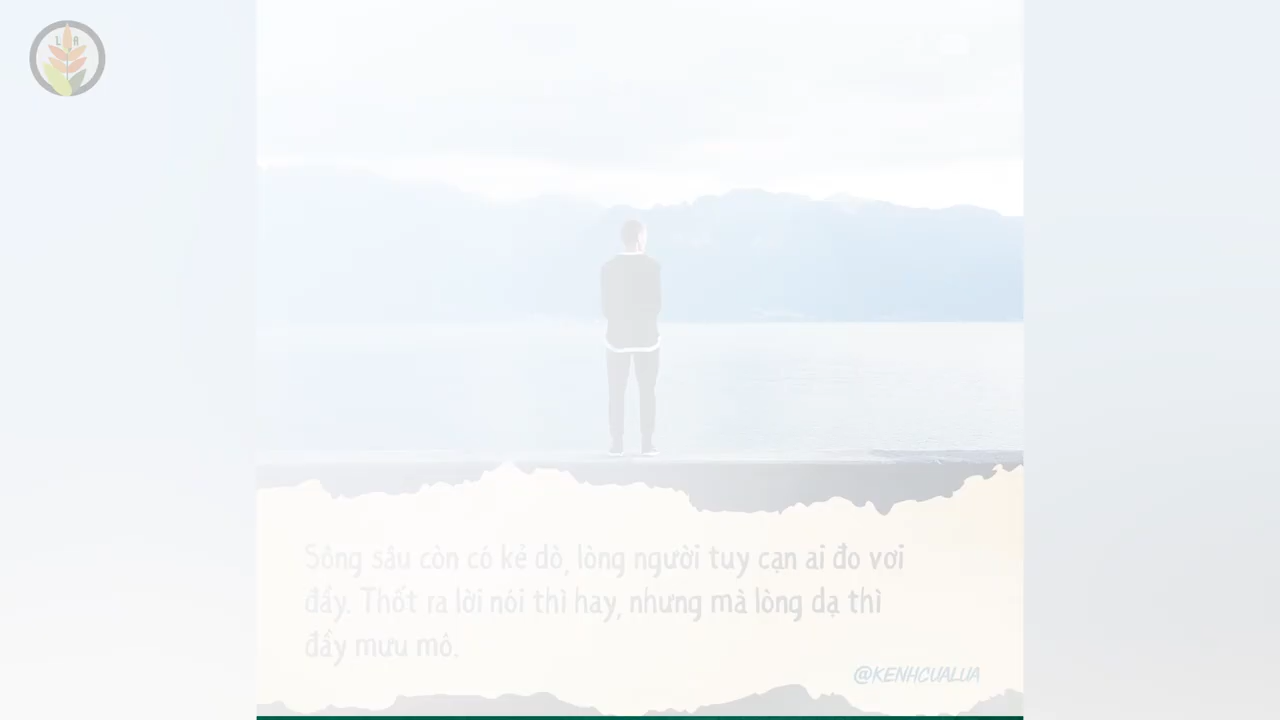 L A
Sông sâu còn có kẻ dò, lòng người tuy cạn ai đo vơi
đầy. Thốt ra lời nói thì hay, nhưng mà lòng dạ thì
đầy mưu mô.
@KENHCUALUA